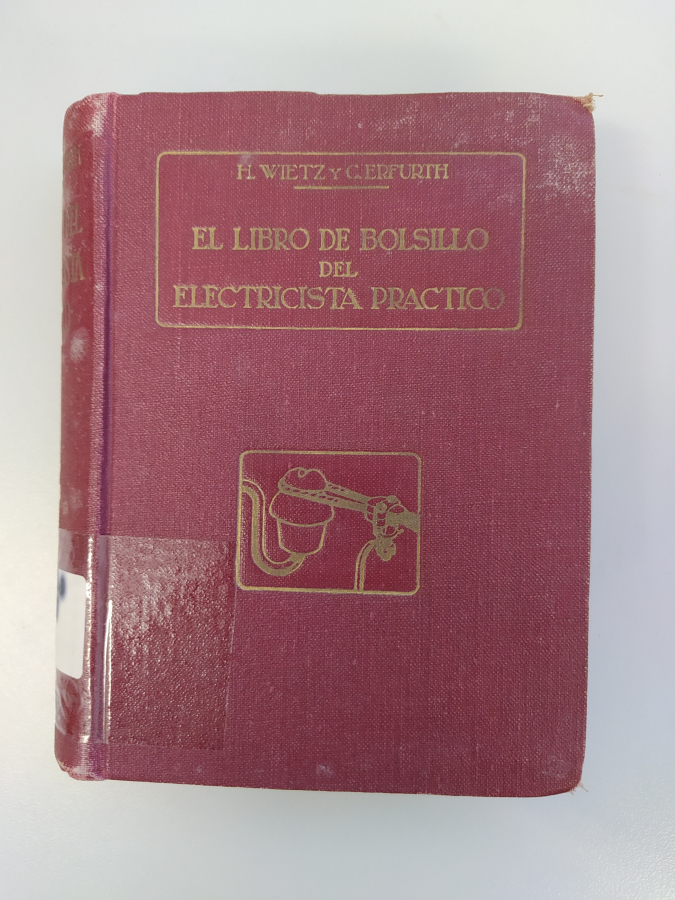 H. WIETZ Y C. ERFURTH
EL LIBRO DE BOLSILLO
DEL
ELECTRICISTA PRACTICO